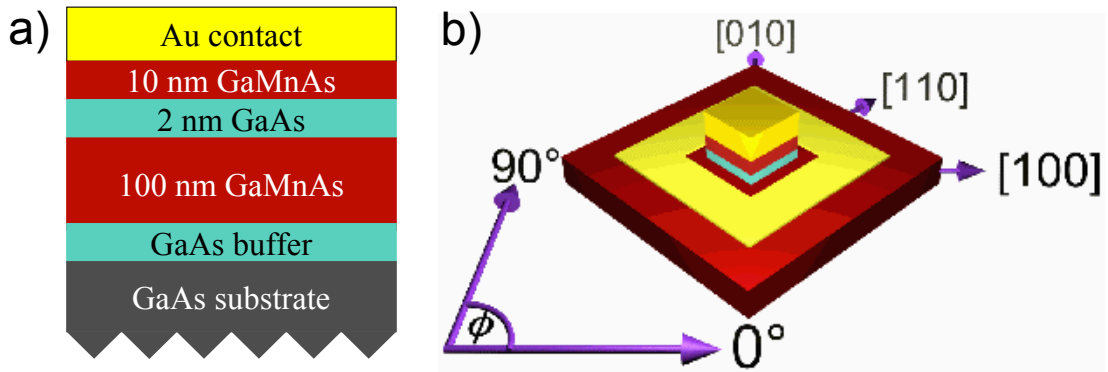 a)
Au contact
10 nm GaMnAs
2 nm GaAs
100 nm GaMnAs
GaAs buffer
GaAs substrate
b)
[010]
[110]
[100]
90°
ϕ
0°